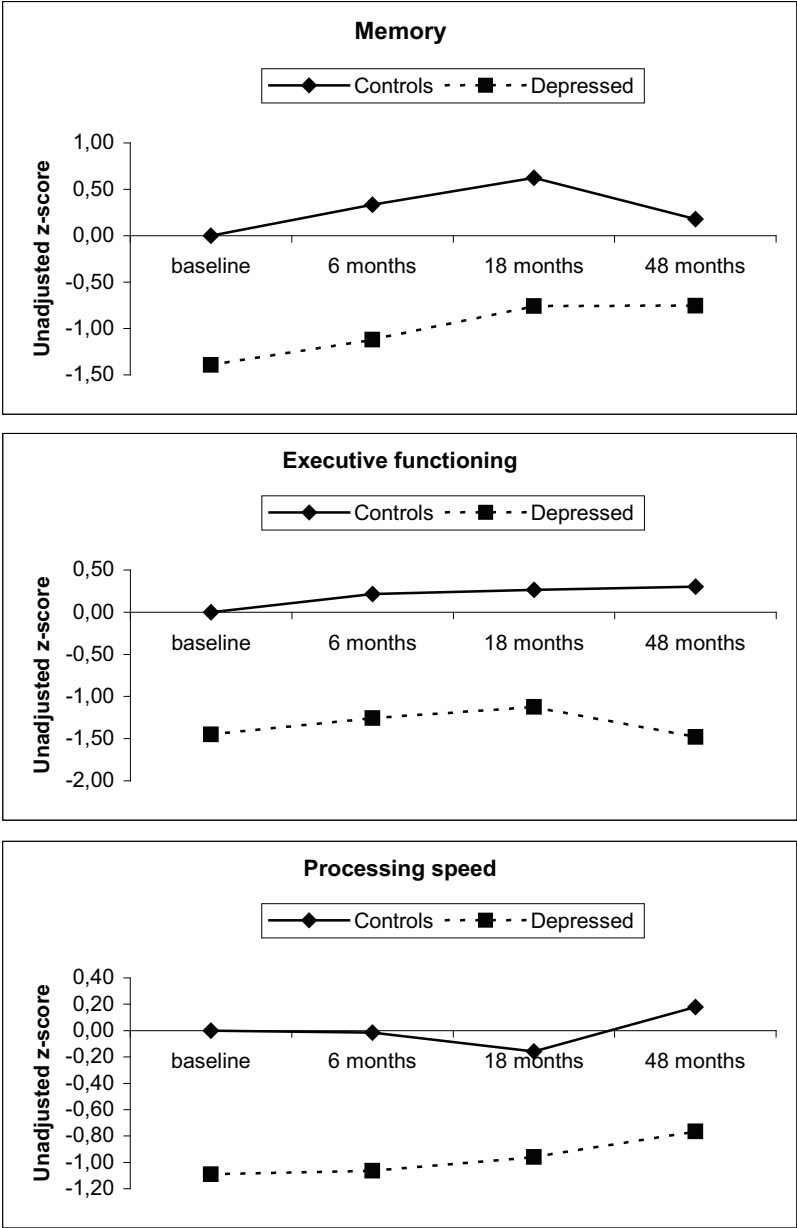 Memory
Controls Depressed
1,00
0,50
0,00
-0,50
-1,00
-1,50
Unadjusted z-score
baseline 6 months 18 months 48 months
Executive functioning
Controls Depressed
0,50
0,00
-0,50
-1,00
-1,50
-2,00
Unadjusted z-score
baseline 6 months 18 months 48 months
Processing speed
Controls Depressed
0,40
0,20
0,00
-0,20
-0,40
-0,60
-0,80
-1,00
-1,20
Unadjusted z-score
baseline 6 months 18 months 48 months